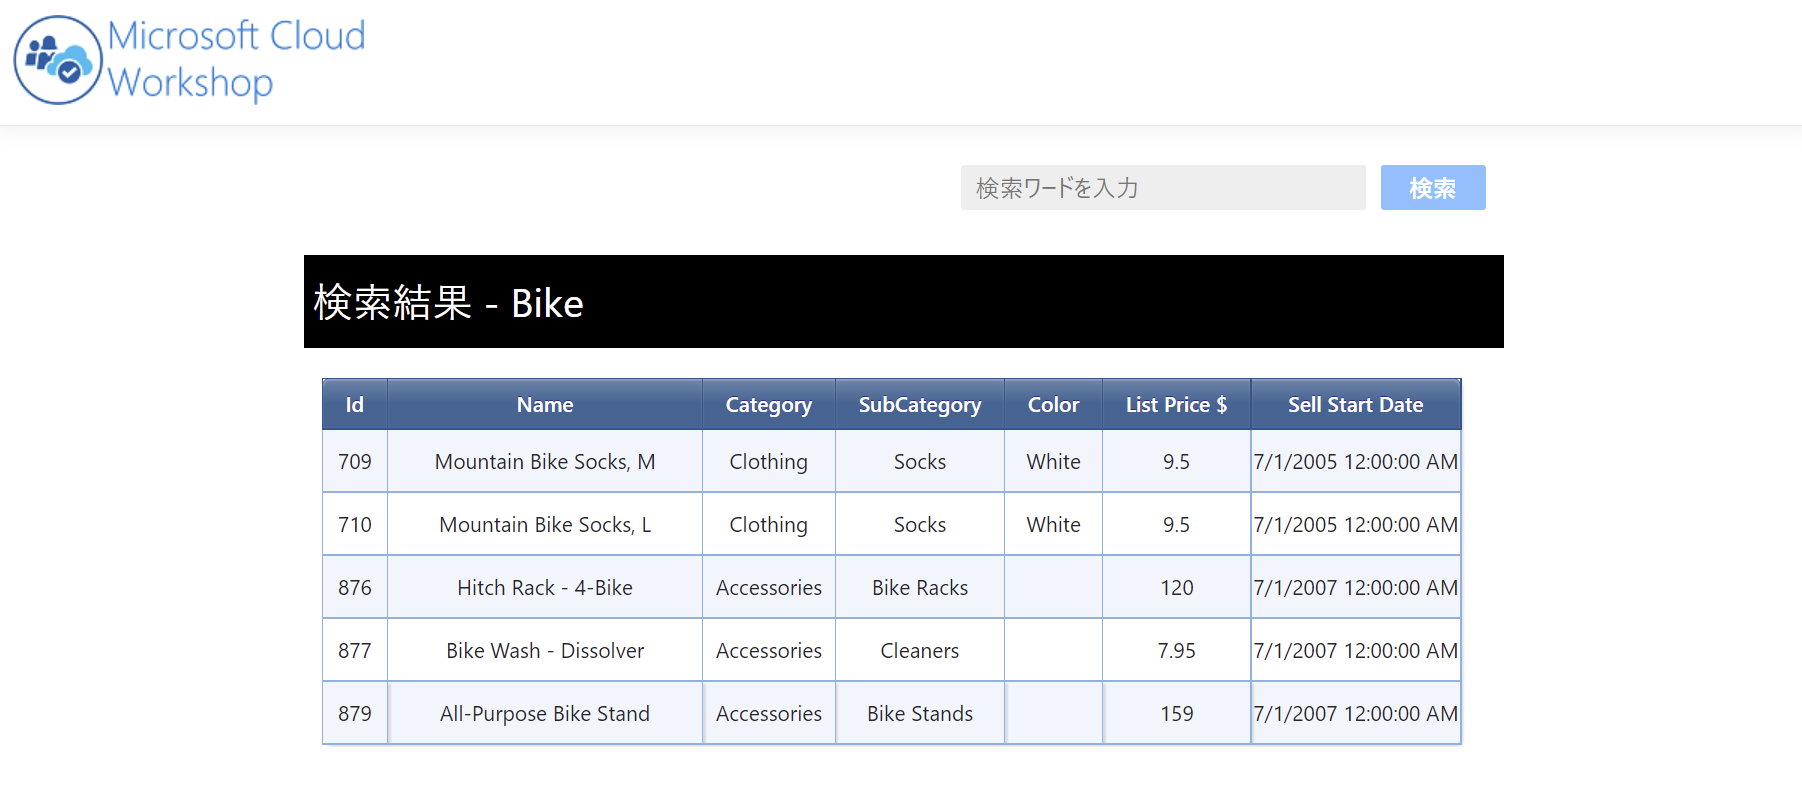 Microsoft Cloud
Workshop
検索ワードを入力 検索
検索結果 - Bike
Id Name Category SubCategory Color List Price $ Sell Start Date
709 Mountain Bike Socks, M Clothing Socks White 9.5 7/1/2005 12:00:00 AM
710 Mountain Bike Socks, L Clothing Socks White 9.5 7/1/2005 12:00:00 AM
876 Hitch Rack - 4-Bike Accessories Bike Racks 120 7/1/2007 12:00:00 AM
877 Bike Wash - Dissolver Accessories Cleaners 7.95 7/1/2007 12:00:00 AM
879 All-Purpose Bike Stand Accessories Bike Stands 159 7/1/2007 12:00:00 AM